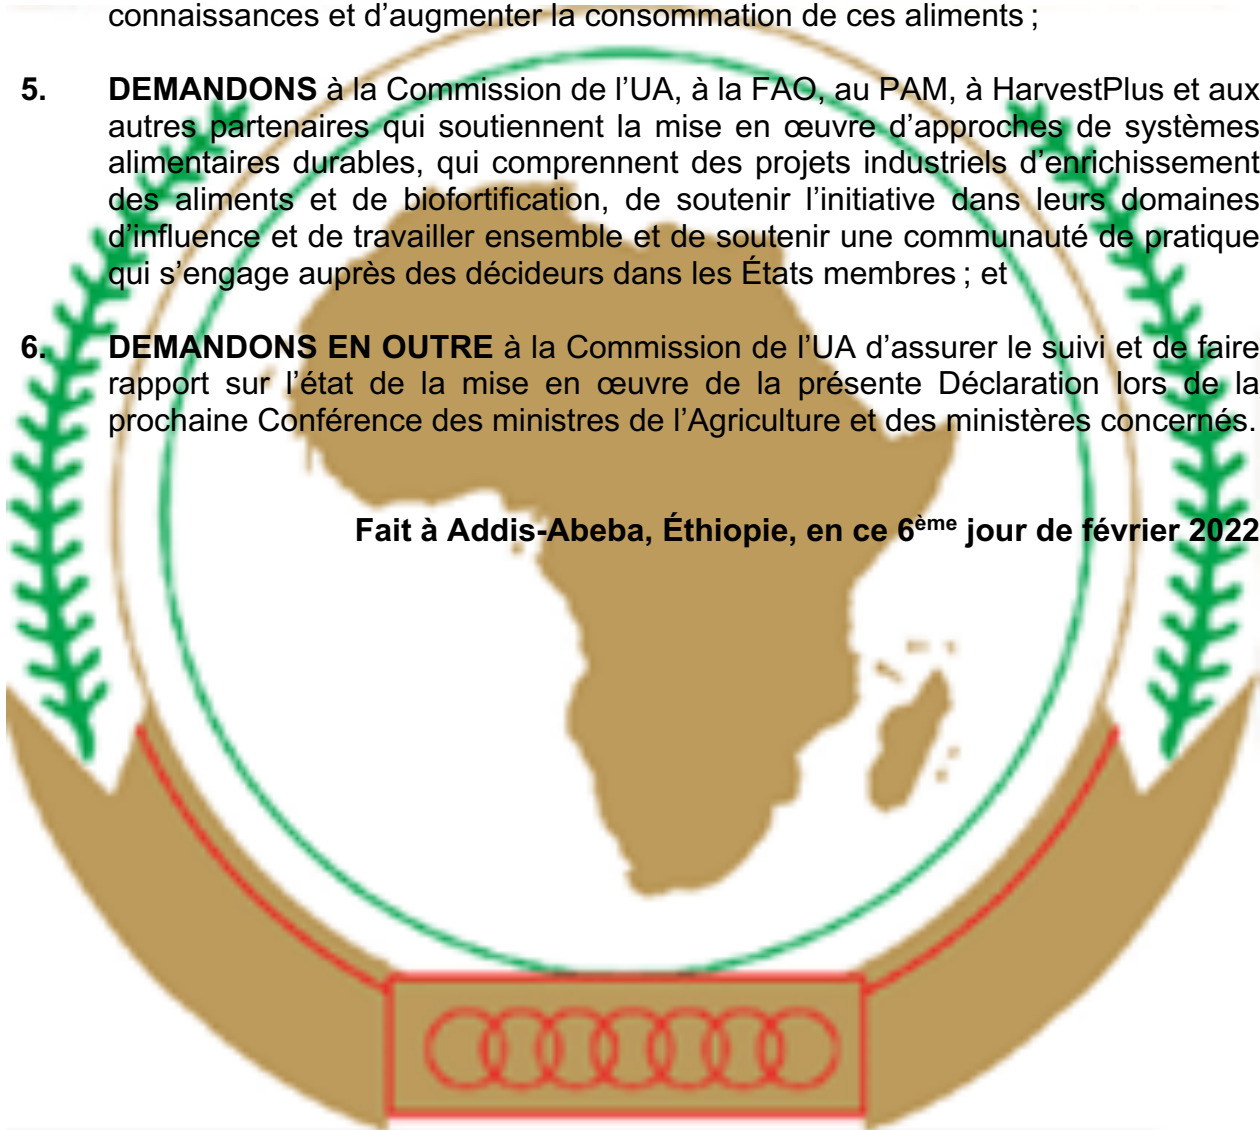 connaissances et d’augmenter la consommation de ces aliments ;
5. DEMANDONS à la Commission de l’UA, à la FAO, au PAM, à HarvestPlus et aux
autres partenaires qui soutiennent la mise en œuvre d’approches de systèmes
alimentaires durables, qui comprennent des projets industriels d’enrichissement
des aliments et de biofortification, de soutenir l’initiative dans leurs domaines
d’influence et de travailler ensemble et de soutenir une communauté de pratique
qui s’engage auprès des décideurs dans les États membres ; et
6. DEMANDONS EN OUTRE à la Commission de l’UA d’assurer le suivi et de faire
rapport sur l’état de la mise en œuvre de la présente Déclaration lors de la
prochaine Conférence des ministres de l’Agriculture et des ministères concernés.
Fait à Addis-Abeba, Éthiopie, en ce 6ème jour de février 2022